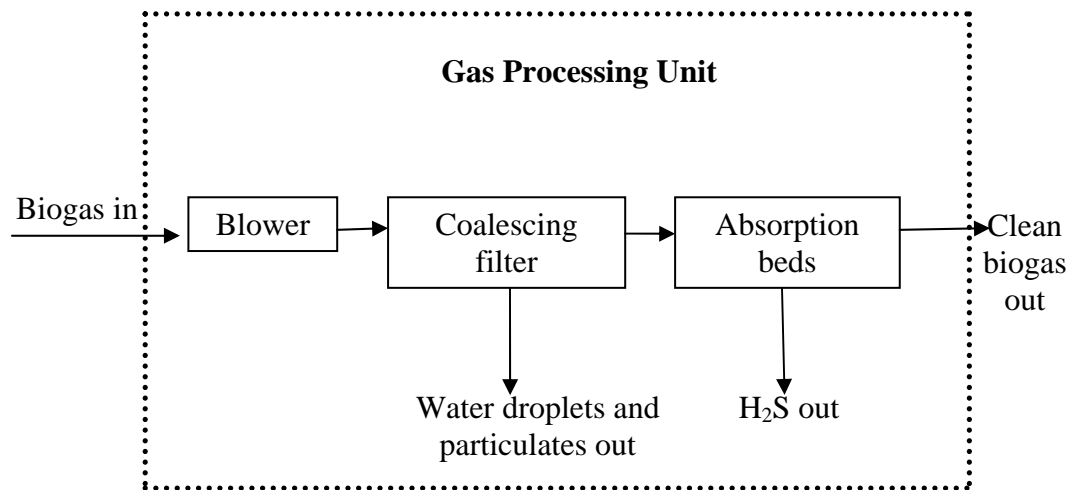 Gas Processing Unit
Biogas in
Blower
Coalescing
filter
Absorption
beds
Clean
biogas
out
Water droplets and
particulates out
H₂S out